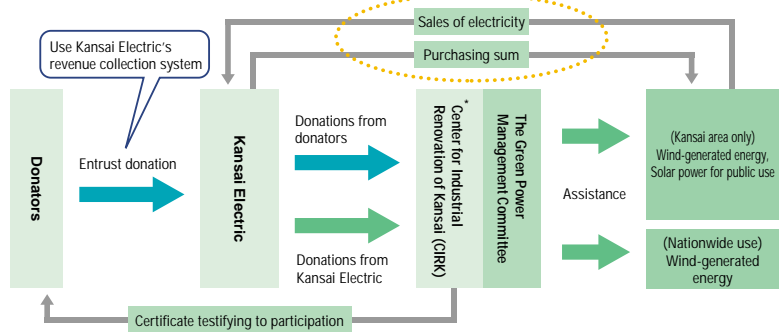 Sales of electricity
Purchasing sum
Use Kansai Electric's
revenue collection system
Donators
Entrust donation
Kansai Electric
Donations from
donators
Donations from
Kansai Electric
* Center for Industrial
Renovation of Kansai (CIRK)
The Green Power
Management Committee
Assistance
(Kansai area only)
Wind-generated energy,
Solar power for public use
(Nationwide use)
Wind-generated
energy
Certificate testifying to participation